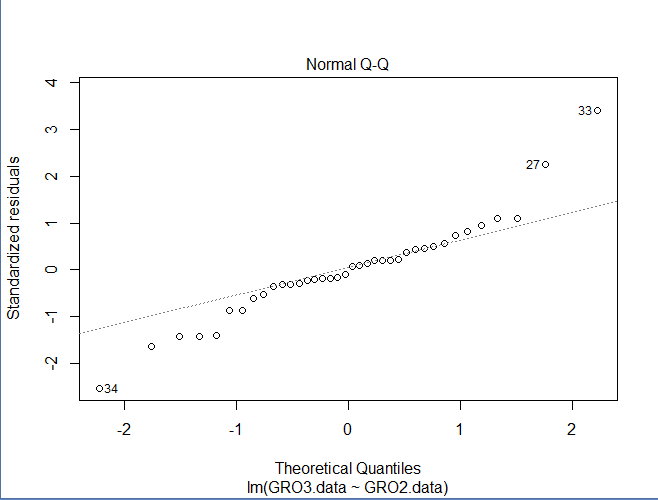 Normal Q-Q
Standardized residuals
4
3
2
1
0
-1
-2
33
27
34
-2 -1 0 1 2
Theoretical Quantiles
lm(GRO3.data ~ GRO2.data)